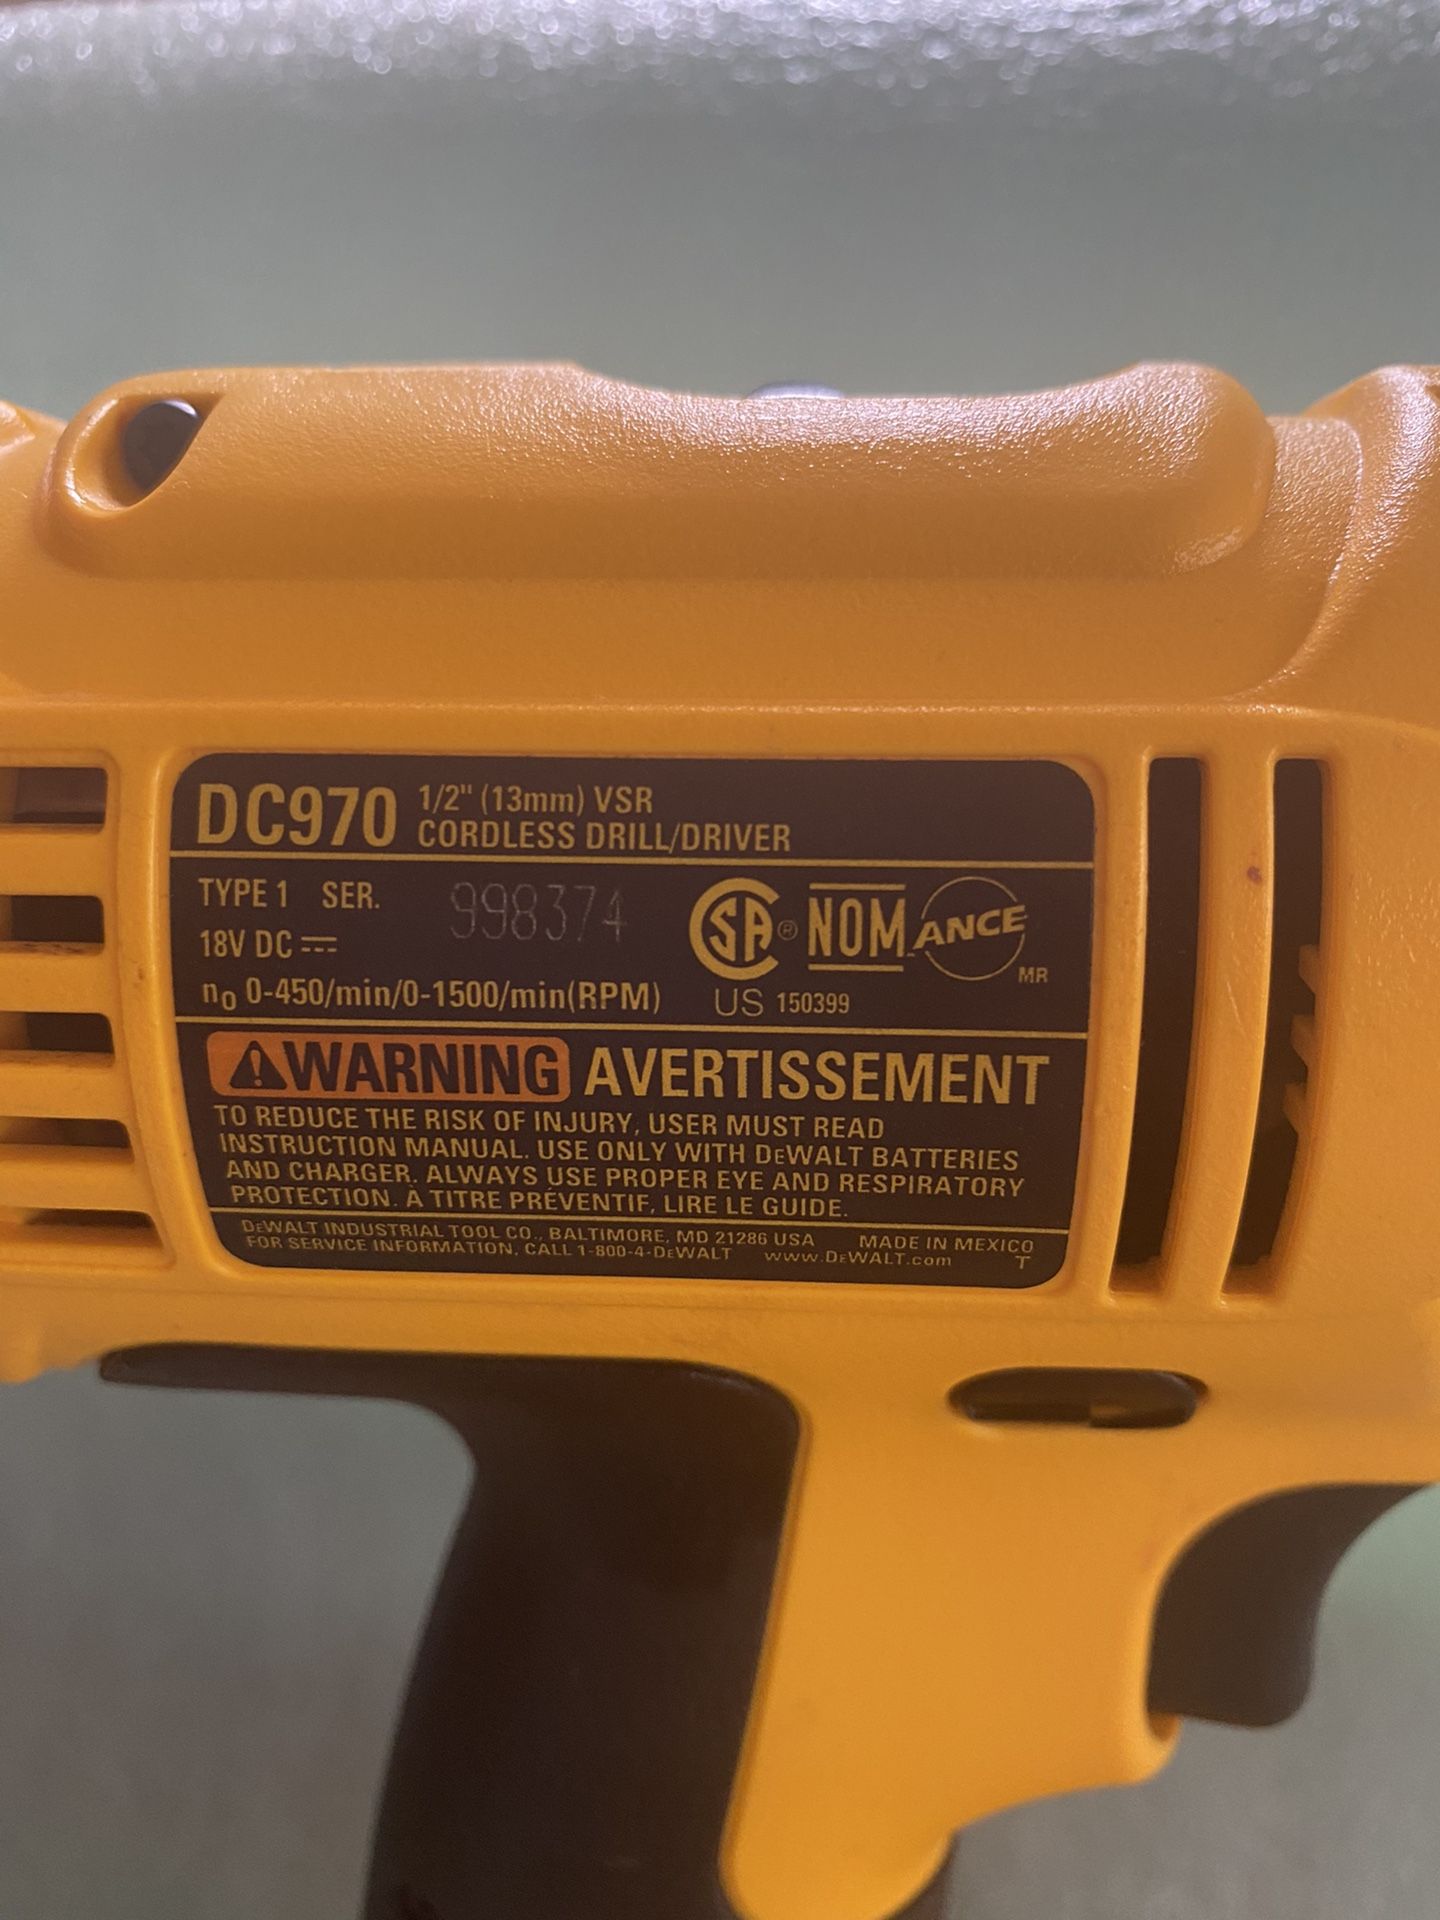 DC970 1/2" (13mm) VSR
CORDLESS DRILL/DRIVER
TYPE 1 SER. 998374
18V DC
n0 0-450/min/0-1500/min(RPM)
SA® NOM ANCE
MR
US 150399
⚠WARNING AVERTISSEMENT
TO REDUCE THE RISK OF INJURY, USER MUST READ
INSTRUCTION MANUAL. USE ONLY WITH DEWALT BATTERIES
AND CHARGER. ALWAYS USE PROPER EYE AND RESPIRATORY
PROTECTION. À TITRE PRÉVENTIF, LIRE LE GUIDE.
DEWALT INDUSTRIAL TOOL CO., BALTIMORE, MD 21286 USA MADE IN MEXICO
FOR SERVICE INFORMATION, CALL 1-800-4-DEWALT www.DEWALT.com T